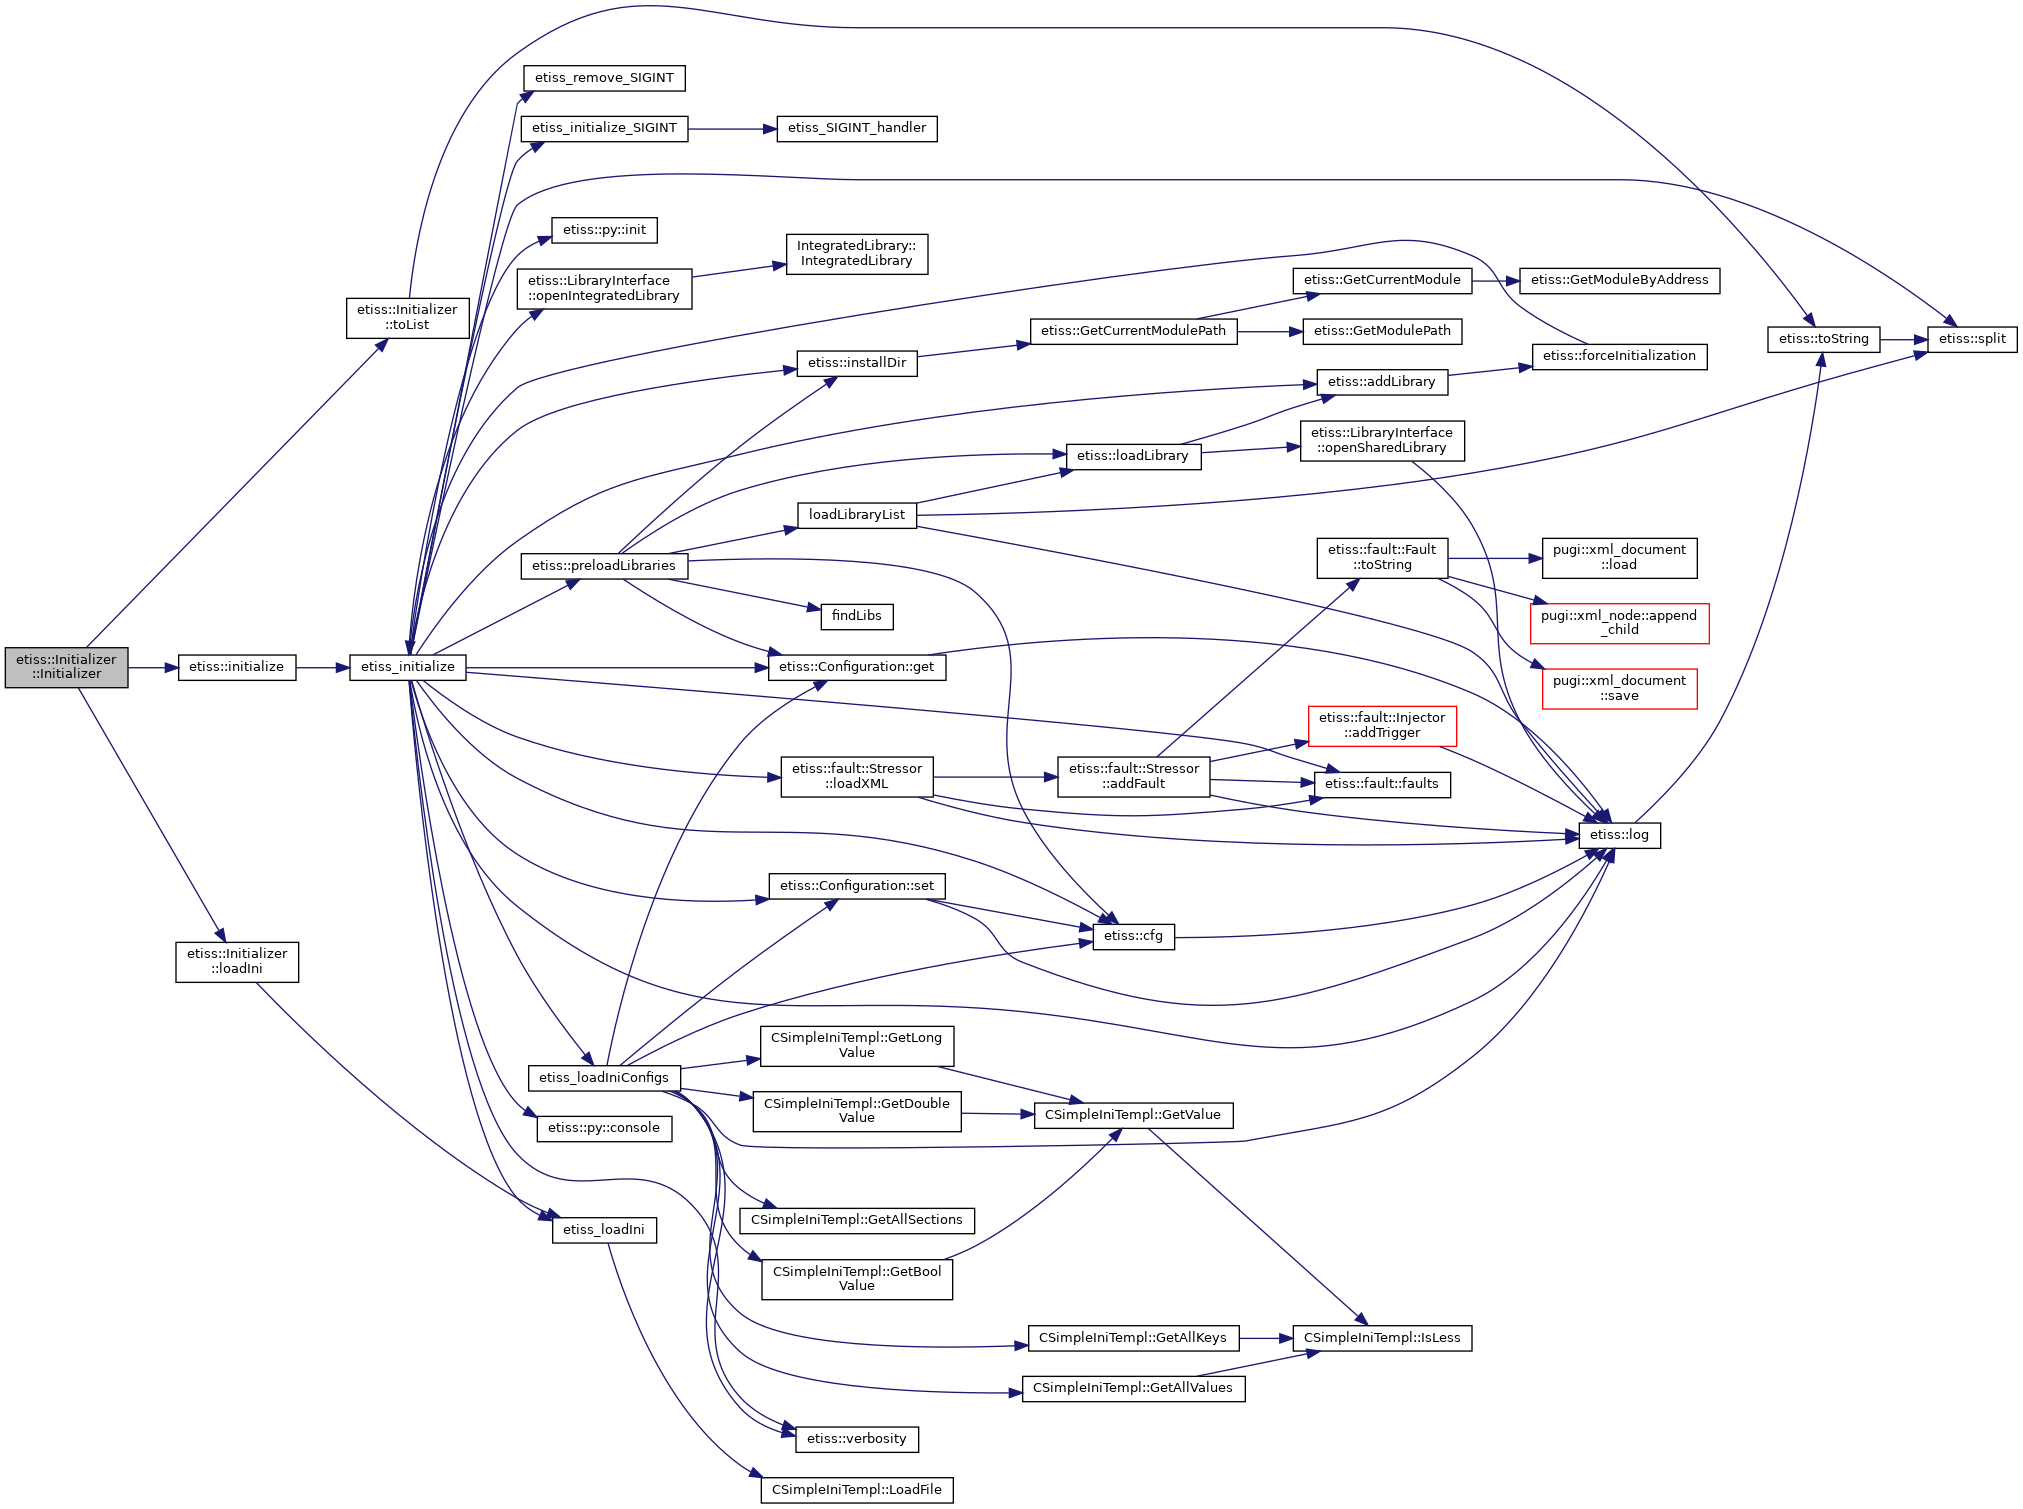 etiss_remove_SIGINT
etiss_initialize_SIGINT
etiss_SIGINT_handler
etiss::py::init
IntegratedLibrary::
IntegratedLibrary
etiss::LibraryInterface
::openIntegratedLibrary
etiss::GetCurrentModule
etiss::GetModuleByAddress
etiss::Initializer
::toList
etiss::GetCurrentModulePath
etiss::GetModulePath
etiss::toString
etiss::split
etiss::installDir
etiss::forceInitialization
etiss::addLibrary
etiss::LibraryInterface
::openSharedLibrary
etiss::loadLibrary
loadLibraryList
etiss::preloadLibraries
etiss::fault::Fault
::toString
pugi::xml_document
::load
findLibs
pugi::xml_node::append
_child
etiss::Initializer
::Initializer
etiss::initialize
etiss_initialize
etiss::Configuration::get
pugi::xml_document
::save
etiss::fault::Injector
::addTrigger
etiss::fault::Stressor
::loadXML
etiss::fault::Stressor
::addFault
etiss::fault::faults
etiss::log
etiss::Configuration::set
etiss::cfg
etiss::Initializer
::loadIni
CSimpleIniTempl::GetLong
Value
etiss_loadIniConfigs
CSimpleIniTempl::GetDouble
Value
CSimpleIniTempl::GetValue
etiss::py::console
CSimpleIniTempl::GetAllSections
etiss_loadIni
CSimpleIniTempl::GetBool
Value
CSimpleIniTempl::GetAllKeys
CSimpleIniTempl::IsLess
CSimpleIniTempl::GetAllValues
etiss::verbosity
CSimpleIniTempl::LoadFile